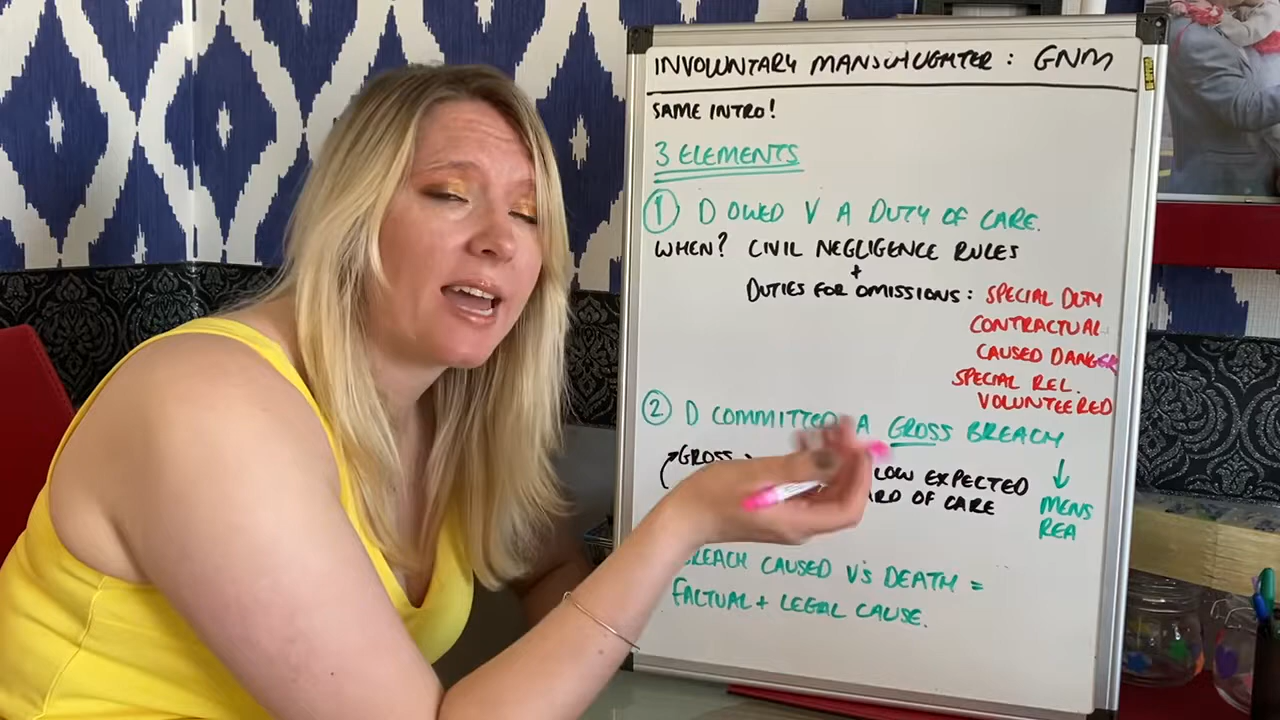 INVOLUNTARY MANSLAUGHTER : GNM
SAME INTRO!
3 ELEMENTS
① D OWED V A DUTY OF CARE.
WHEN? CIVIL NEGLIGENCE RULES
+
DUTIES FOR OMISSIONS : SPECIAL DUTY
CONTRACTUAL
CAUSED DANGER
SPECIAL REL.
VOLUNTEERED
② D COMMITTED A GROSS BREACH
GROSS
LOW EXPECTED
ARD OF CARE
↓
MENS
REA
BREACH CAUSED V's DEATH =
FACTUAL + LEGAL CAUSE.